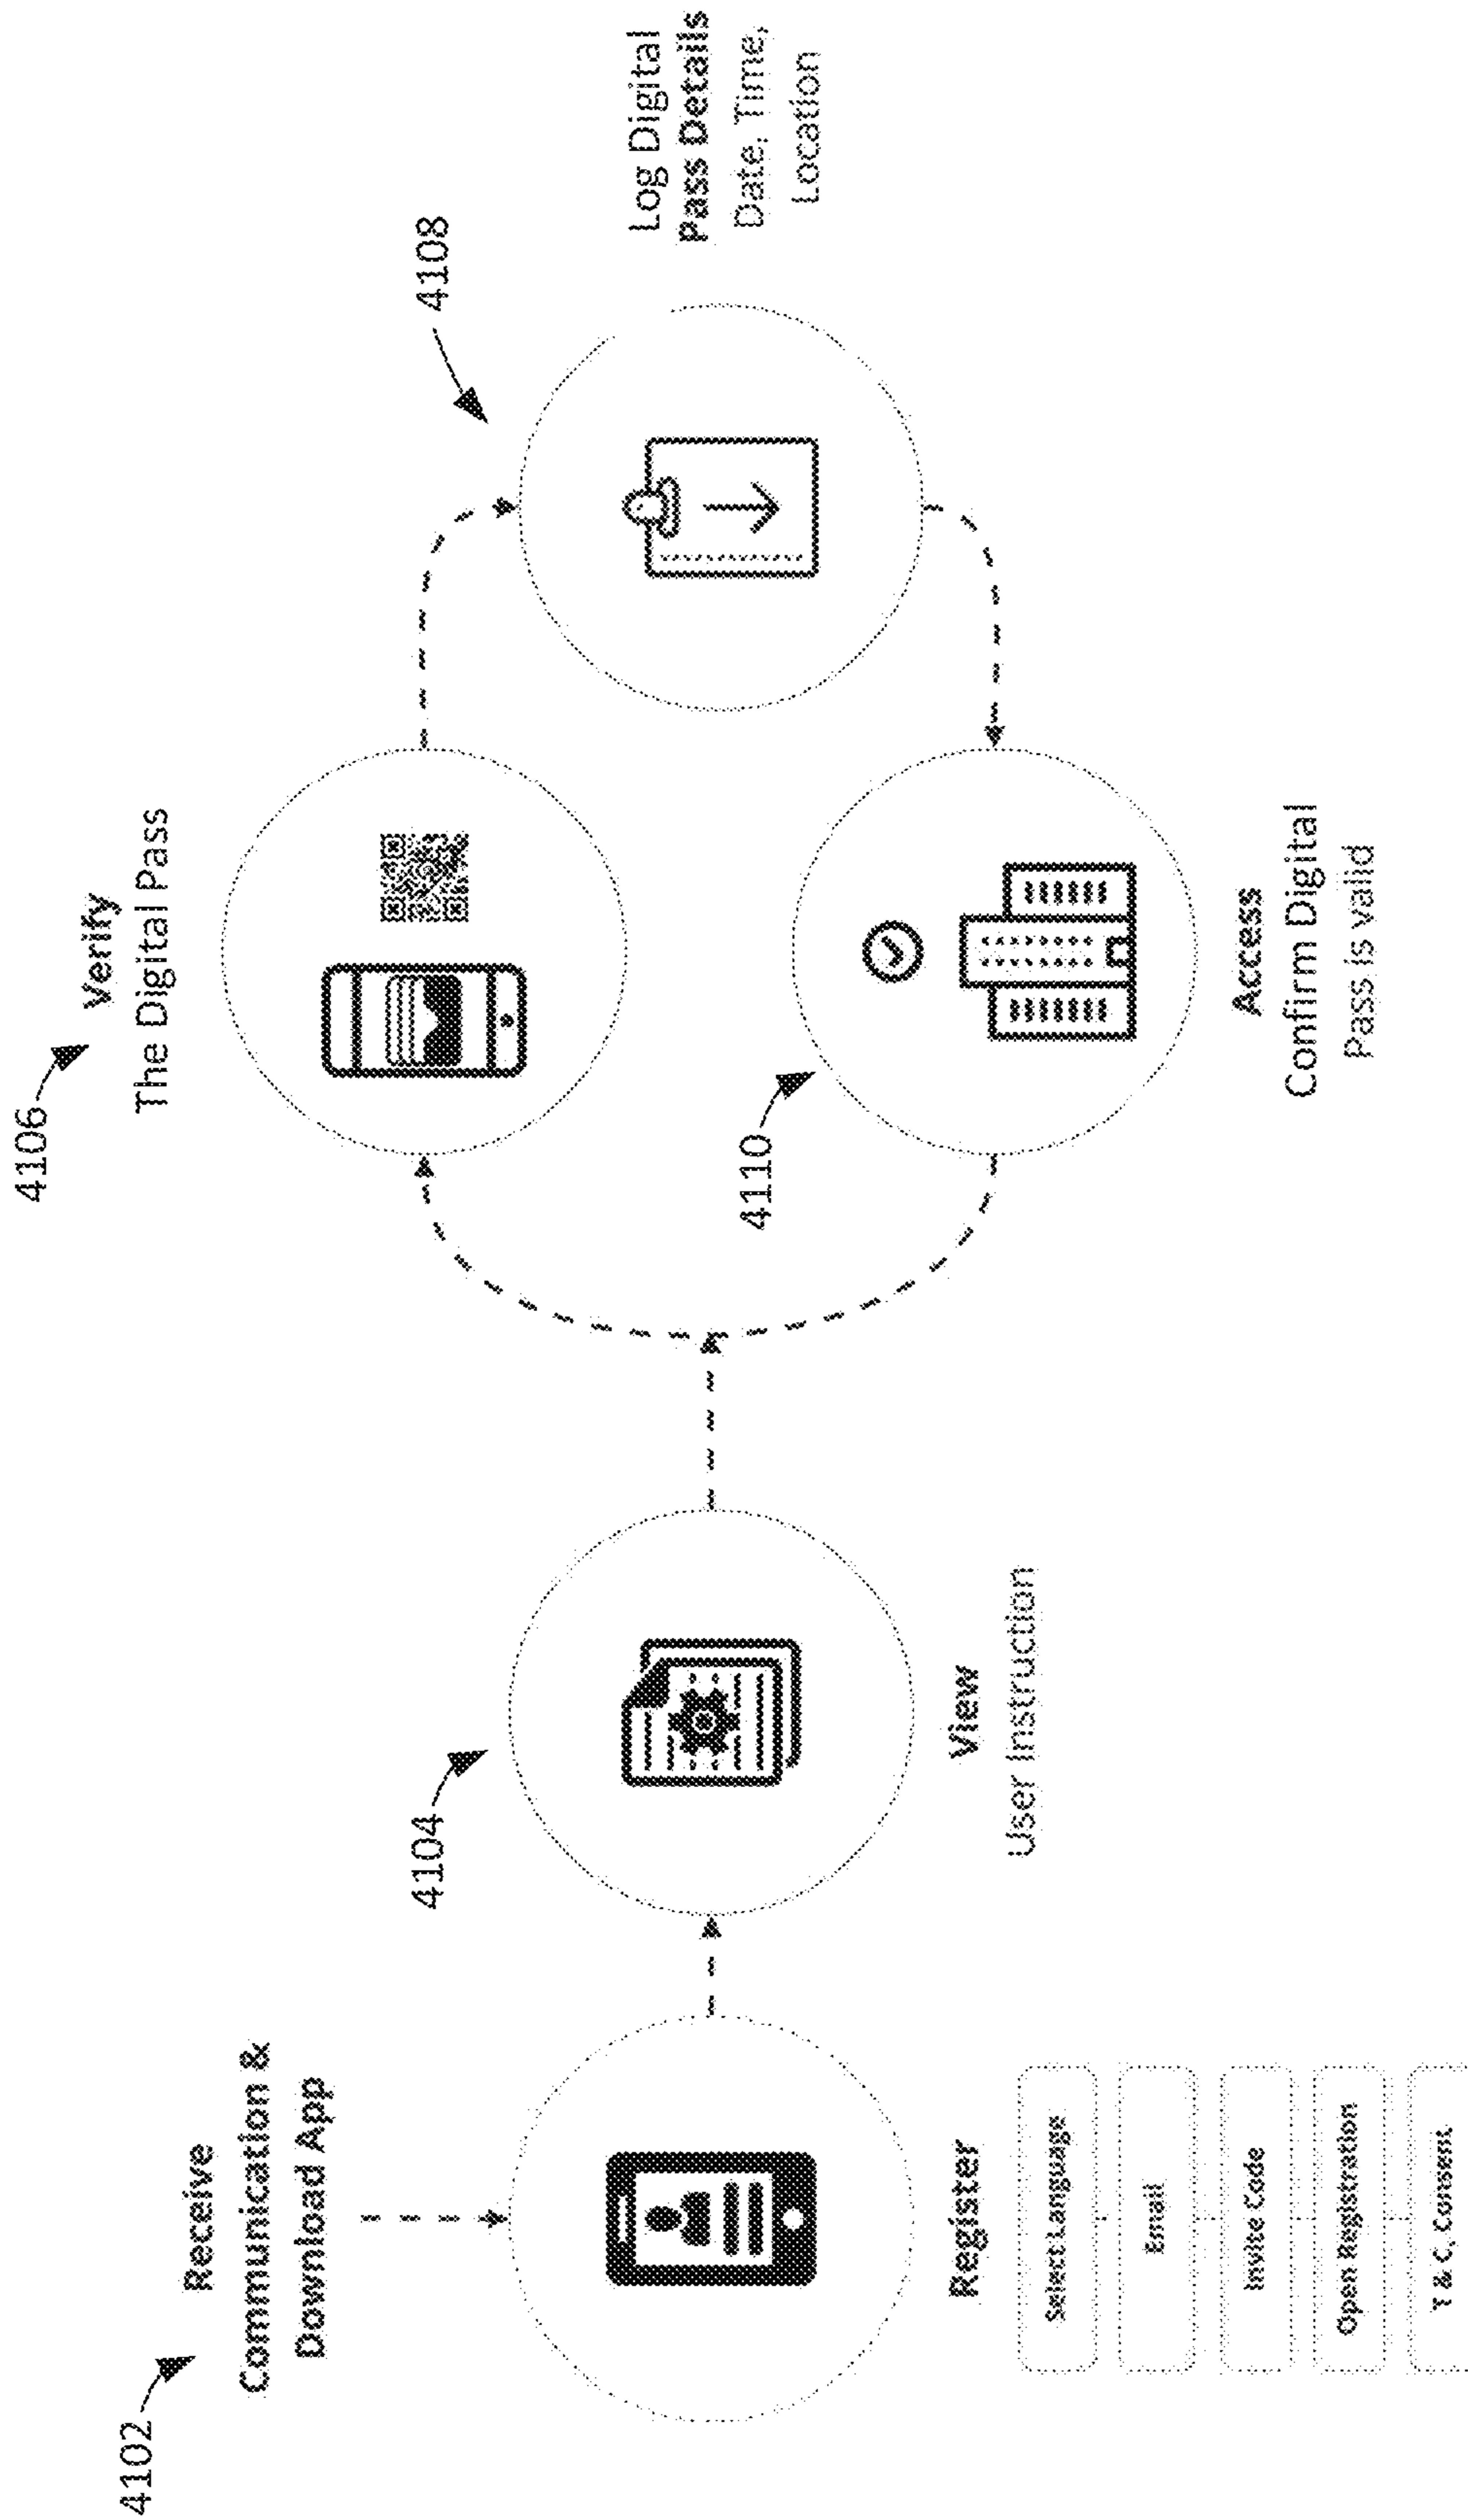 4102
Receive
Communication &
Download App
Register
Select Language
Email
Invite Code
Open Registration
T & C, Consent
4104
View
User Instruction
4106
Verify
The Digital Pass
4108
Log Digital
Pass Details
Date, Time,
Location
4110
Access
Confirm Digital
Pass is valid